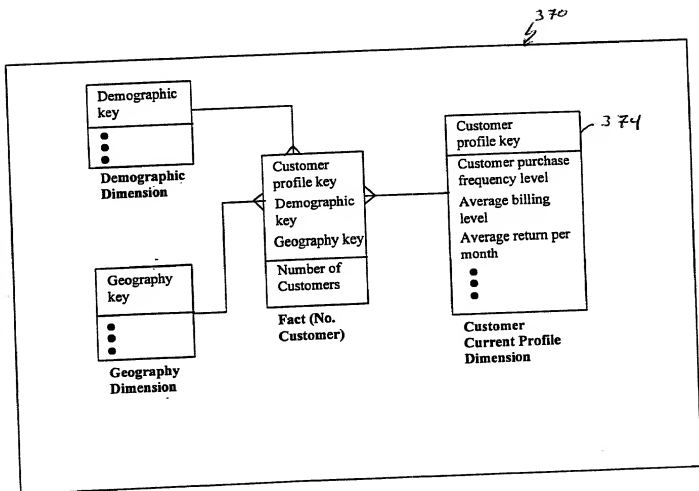 370
Demographic
key
Demographic
Dimension
Geography
key
Geography
Dimension
Customer
profile key
Demographic
key
Geography key
Number of
Customers
Fact (No.
Customer)
374
Customer
profile key
Customer purchase
frequency level
Average billing
level
Average return per
month
Customer
Current Profile
Dimension